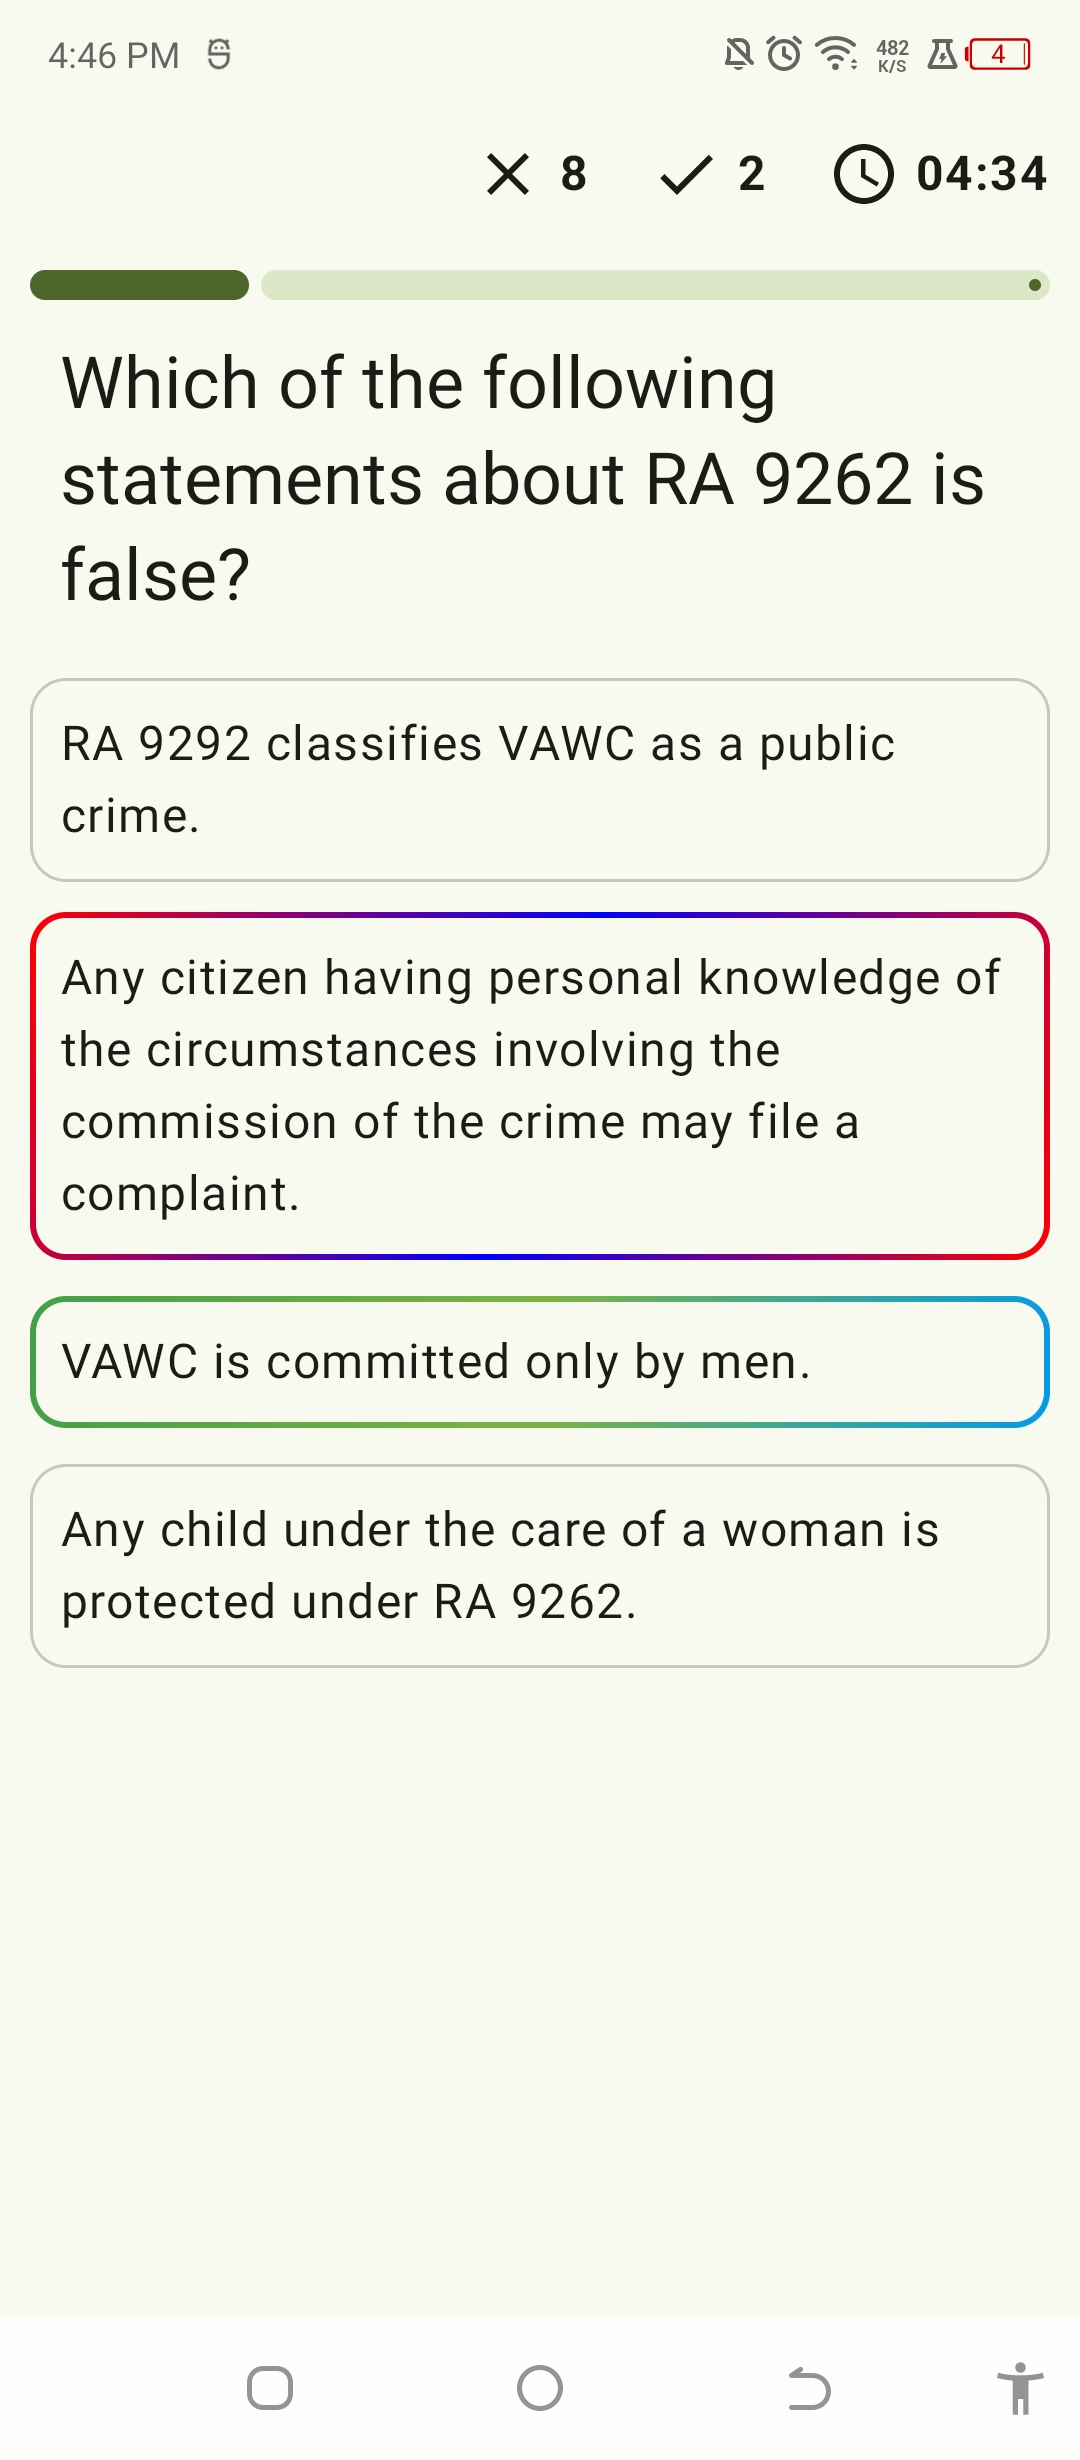 4:46 PM
482
K/S
4
8
2
04:34
Which of the following
statements about RA 9262 is
false?
RA 9292 classifies VAWC as a public
crime.
Any citizen having personal knowledge of
the circumstances involving the
commission of the crime may file a
complaint.
VAWC is committed only by men.
Any child under the care of a woman is
protected under RA 9262.